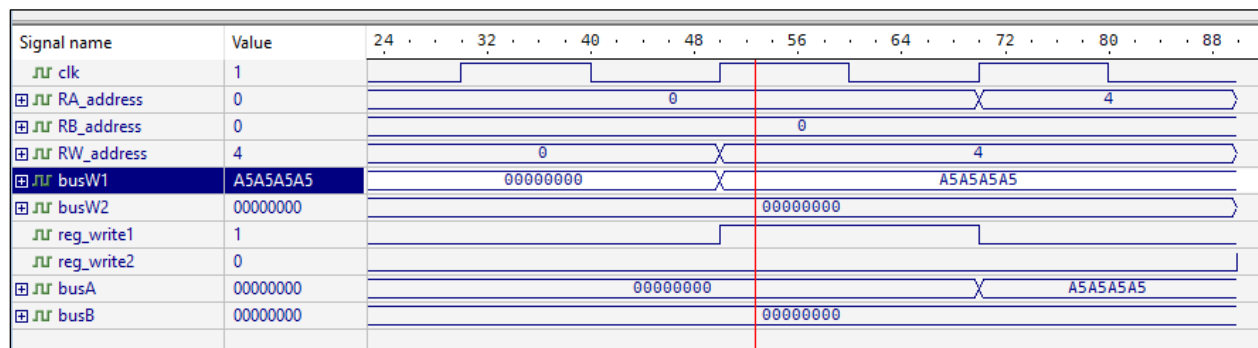 Signal name Value 24 32 40 48 56 64 72 80 88
clk 1
RA_address 0 0 4
RB_address 0 0
RW_address 4 0 4
busW1 A5A5A5A5 00000000 A5A5A5A5
busW2 00000000 00000000
reg_write1 1
reg_write2 0
busA 00000000 00000000 A5A5A5A5
busB 00000000 00000000